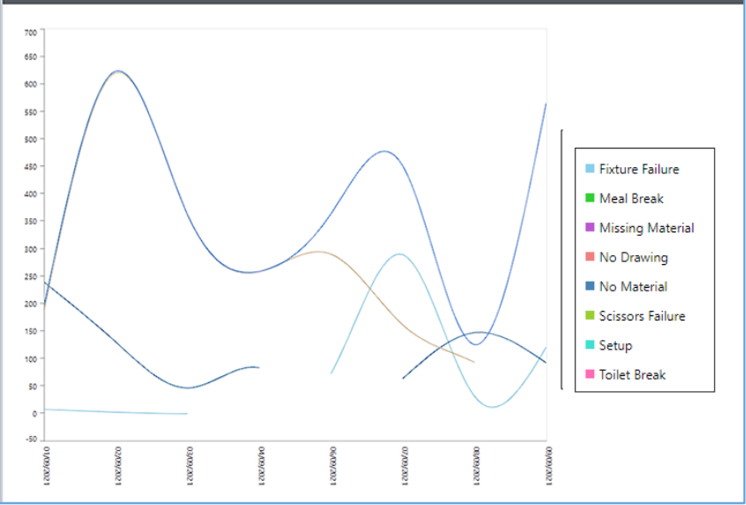 700
650
600
550
500
450
400
350
300
250
200
150
100
50
0
-50
Fixture Failure
Meal Break
Missing Material
No Drawing
No Material
Scissors Failure
Setup
Toilet Break